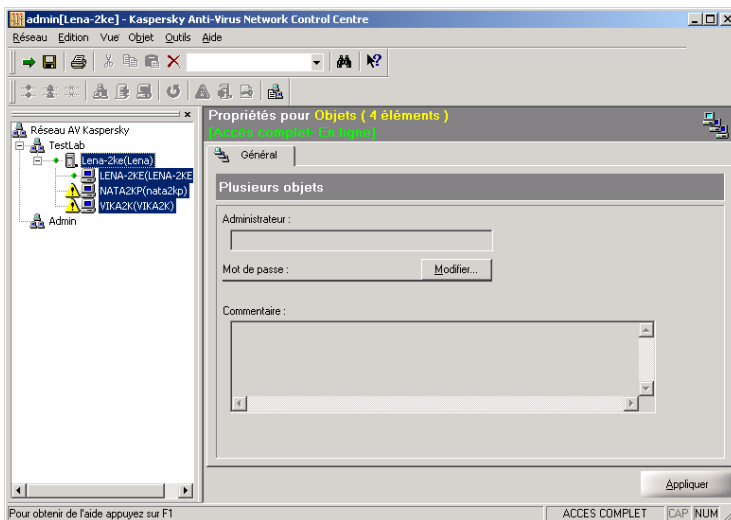 admin[Lena-2ke] - Kaspersky Anti-Virus Network Control Centre
Réseau Edition Vue Objet Outils Aide
Réseau AV Kaspersky
TestLab
Lena-2ke(Lena)
LENA-2KE(LENA-2KE
NATA2KP(nata2kp)
VIKA2K(VIKA2K)
Admin
Propriétés pour Objets ( 4 éléments )
[Accès complet- En ligne]
Général
Plusieurs objets
Administrateur :
Mot de passe :
Modifier...
Commentaire :
Appliquer
Pour obtenir de l'aide appuyez sur F1
ACCES COMPLET
CAP NUM